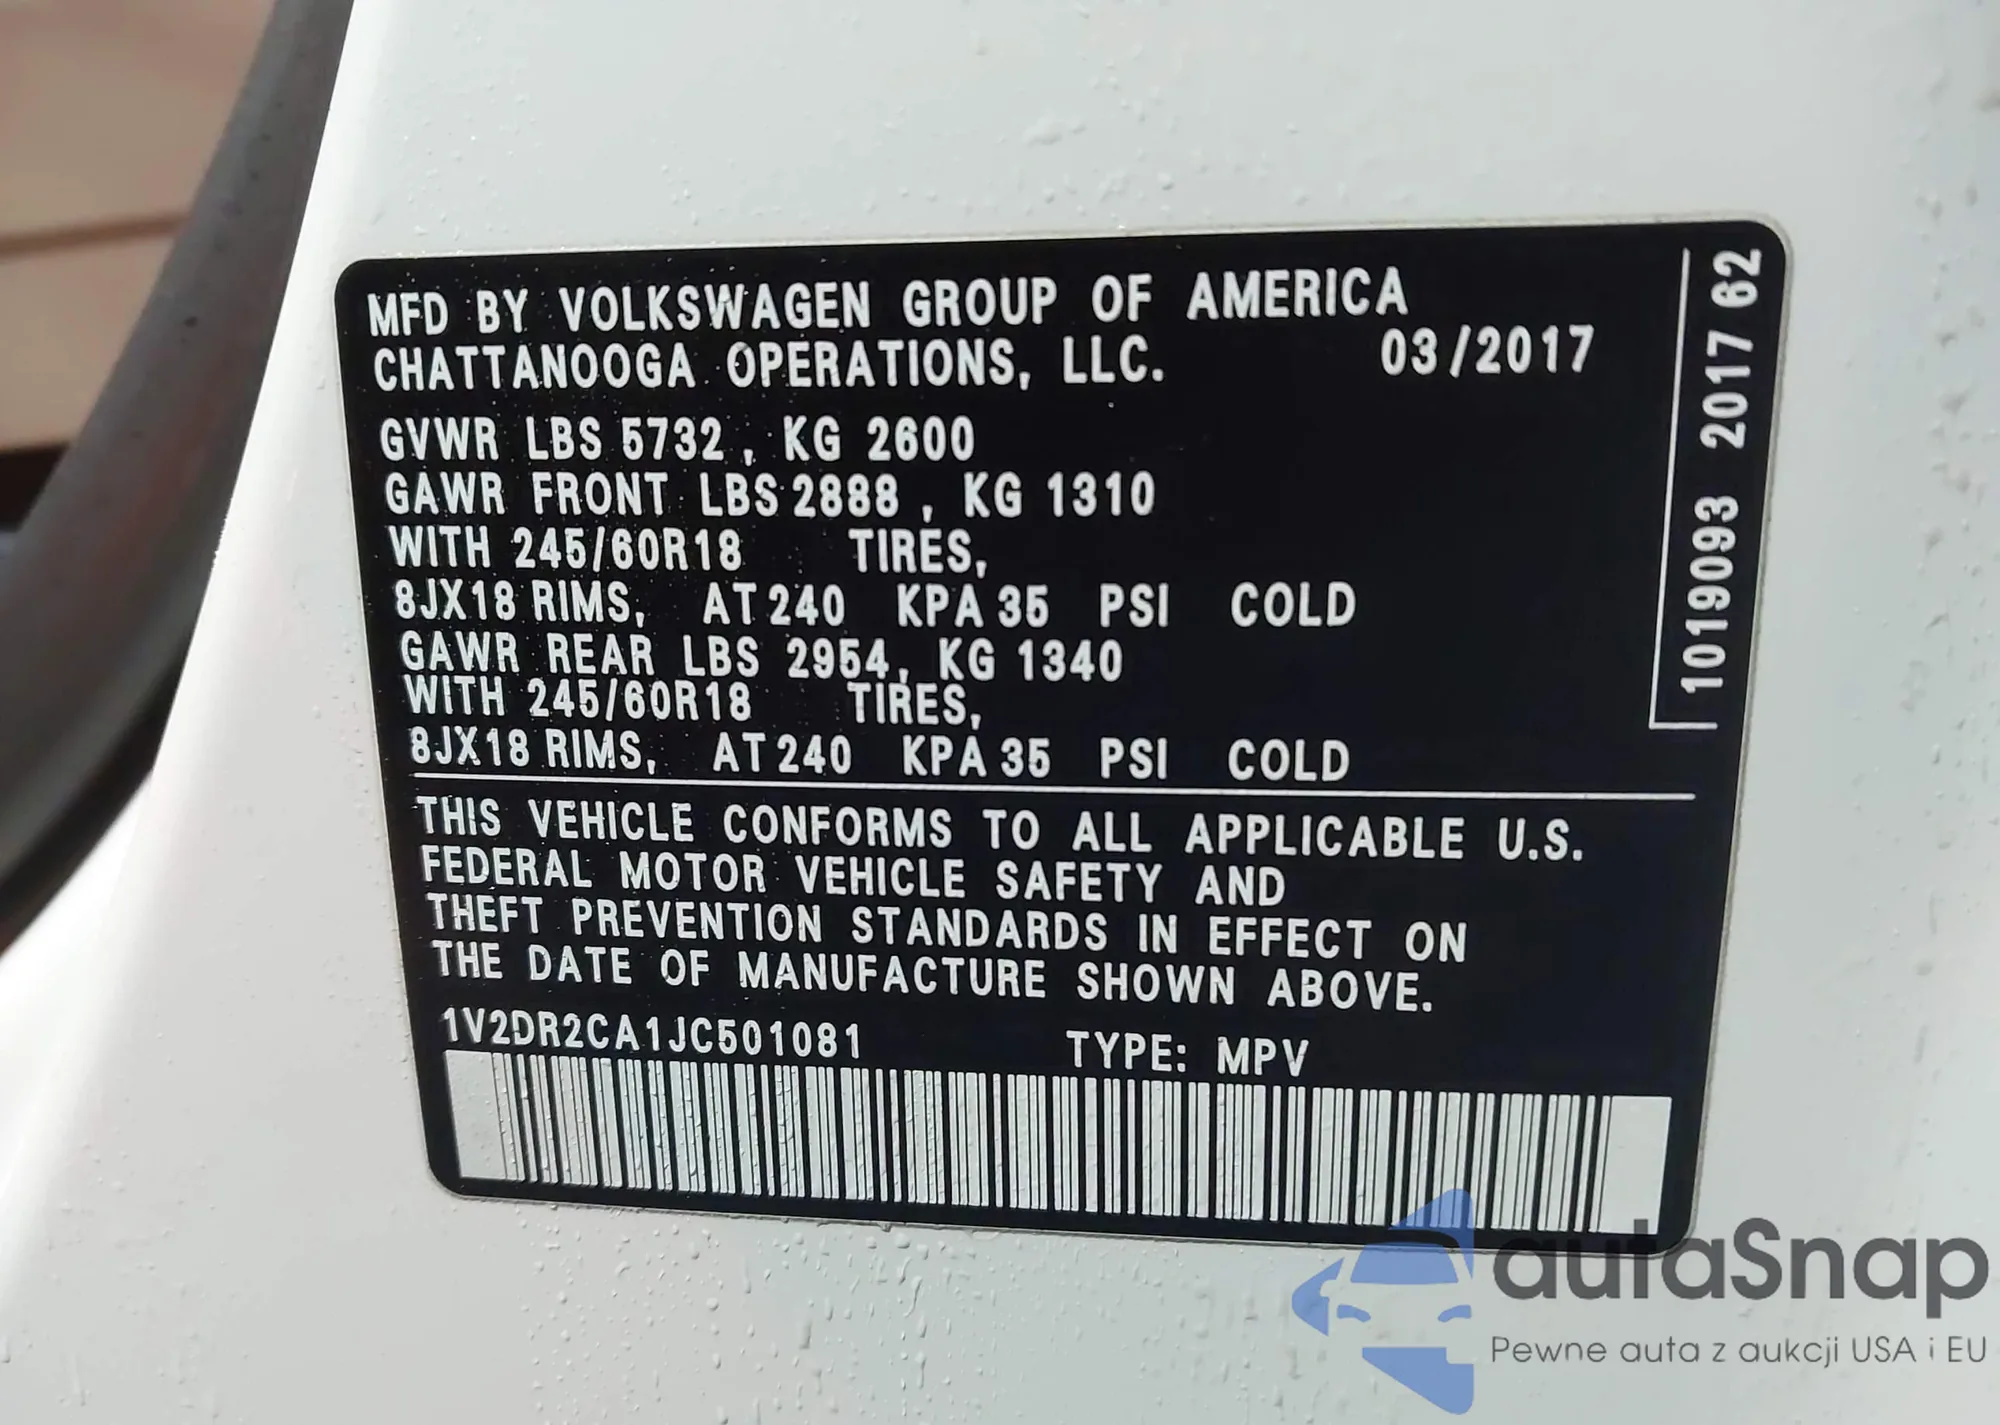 MFD BY VOLKSWAGEN GROUP OF AMERICA
CHATTANOOGA OPERATIONS, LLC. 03/2017
GVWR LBS 5732, KG 2600
GAWR FRONT LBS 2888, KG 1310
WITH 245/60R18 TIRES,
8JX18 RIMS, AT 240 KPA 35 PSI COLD
GAWR REAR LBS 2954, KG 1340
WITH 245/60R18 TIRES,
8JX18 RIMS, AT 240 KPA 35 PSI COLD
THIS VEHICLE CONFORMS TO ALL APPLICABLE U.S.
FEDERAL MOTOR VEHICLE SAFETY AND
THEFT PREVENTION STANDARDS IN EFFECT ON
THE DATE OF MANUFACTURE SHOWN ABOVE.
1V2DR2CA1JC501081 TYPE: MPV
1019093 2017 62
autaSnap
Pewne auta z aukcji USA i EU